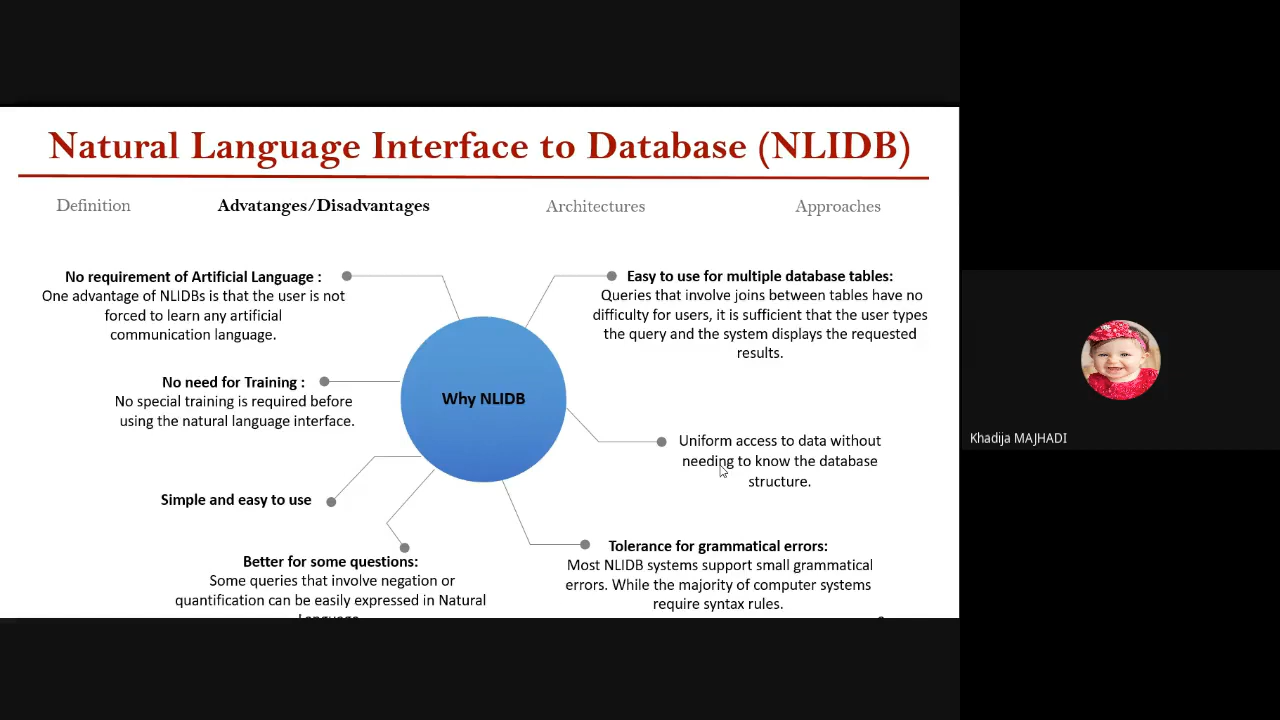 Natural Language Interface to Database (NLIDB)
Definition
Advatanges/Disadvantages
Architectures
Approaches
No requirement of Artificial Language :
One advantage of NLIDBs is that the user is not
forced to learn any artificial
communication language.
No need for Training :
No special training is required before
using the natural language interface.
Simple and easy to use
Better for some questions:
Some queries that involve negation or
quantification can be easily expressed in Natural
Language
Why NLIDB
Easy to use for multiple database tables:
Queries that involve joins between tables have no
difficulty for users, it is sufficient that the user types
the query and the system displays the requested
results.
Uniform access to data without
needing to know the database
structure.
Tolerance for grammatical errors:
Most NLIDB systems support small grammatical
errors. While the majority of computer systems
require syntax rules.
Khadija MAJHADI